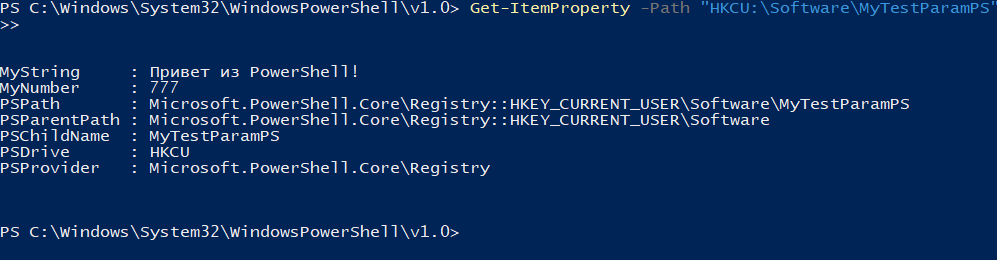 PS C:\Windows\System32\WindowsPowerShell\v1.0> Get-ItemProperty -Path "HKCU:\Software\MyTestParamPS"
>>
MyString     : Привет из PowerShell!
MyNumber     : 777
PSPath       : Microsoft.PowerShell.Core\Registry::HKEY_CURRENT_USER\Software\MyTestParamPS
PSParentPath : Microsoft.PowerShell.Core\Registry::HKEY_CURRENT_USER\Software
PSChildName  : MyTestParamPS
PSDrive      : HKCU
PSProvider   : Microsoft.PowerShell.Core\Registry
PS C:\Windows\System32\WindowsPowerShell\v1.0>